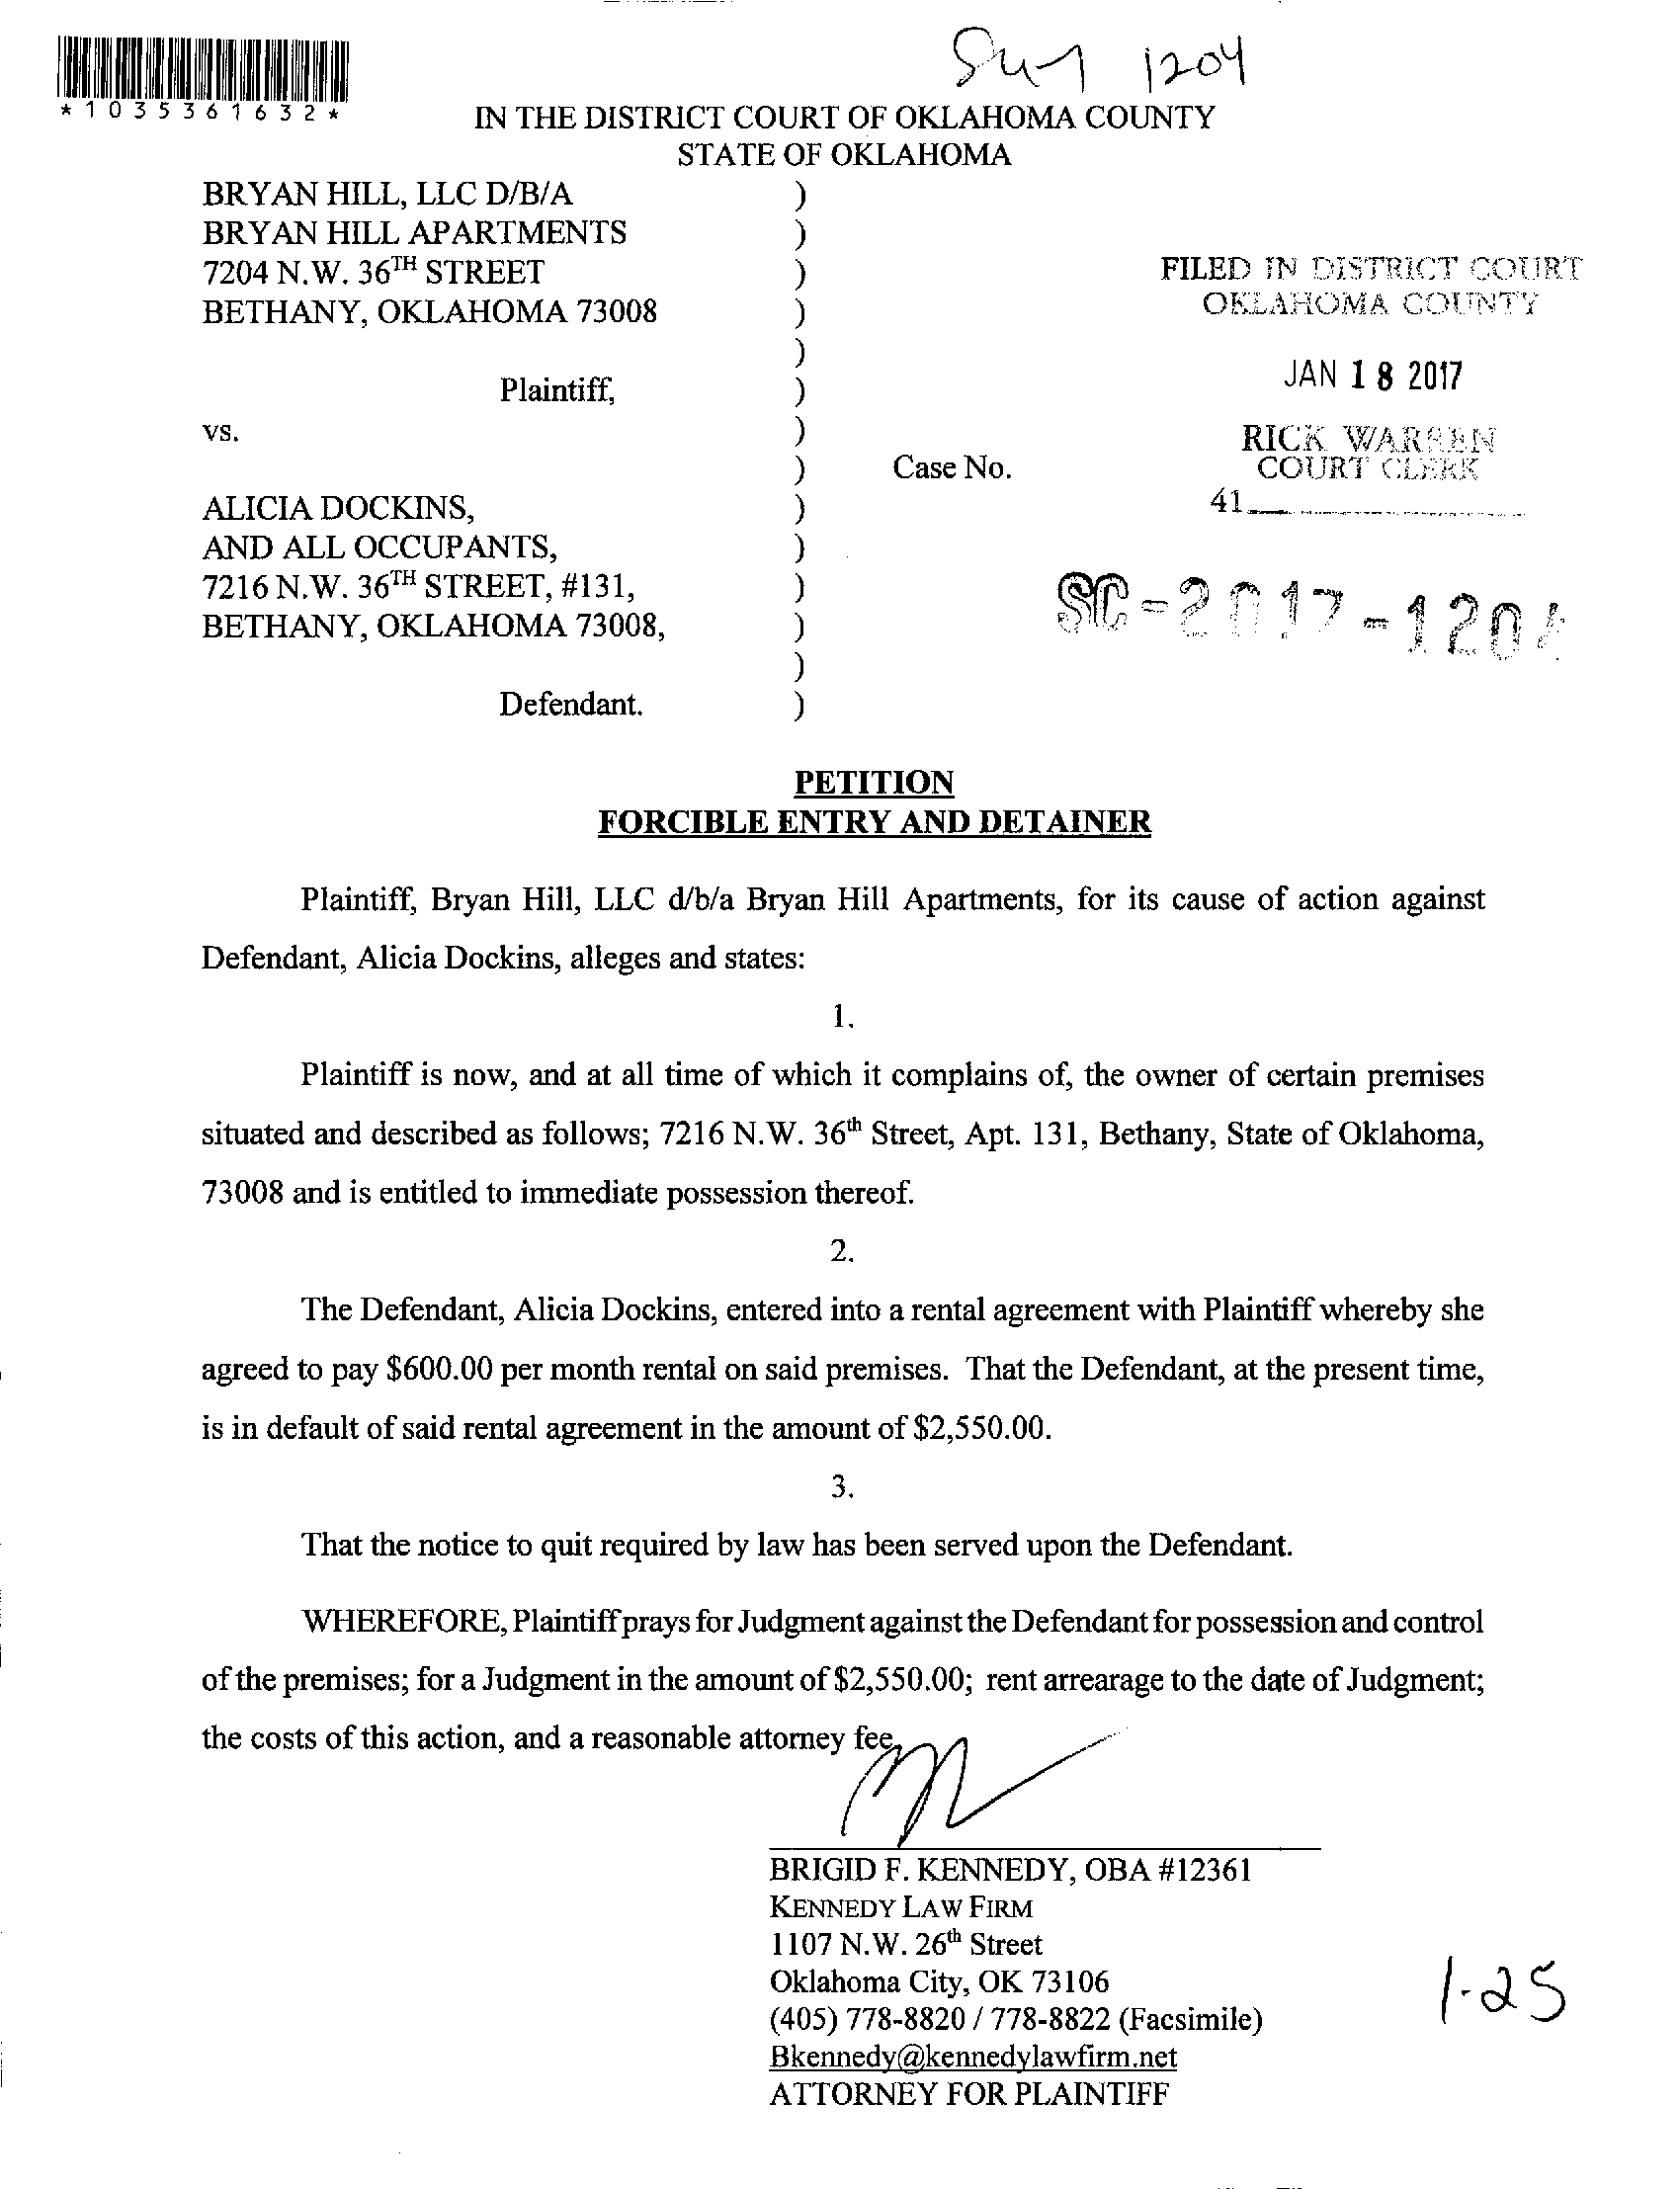 1204
*1035361632*
IN THE DISTRICT COURT OF OKLAHOMA COUNTY
STATE OF OKLAHOMA
BRYAN HILL, LLC D/B/A )
BRYAN HILL APARTMENTS )
7204 N.W. 36TH STREET )
BETHANY, OKLAHOMA 73008 )
)
Plaintiff, )
vs. )
) Case No.
ALICIA DOCKINS, )
AND ALL OCCUPANTS, )
7216 N.W. 36TH STREET, #131, )
BETHANY, OKLAHOMA 73008, )
)
Defendant. )
FILED IN DISTRICT COURT
OKLAHOMA COUNTY
JAN 18 2017
RICK WARREN
COURT CLERK
41
SC-2017-1204
PETITION
FORCIBLE ENTRY AND DETAINER
Plaintiff, Bryan Hill, LLC d/b/a Bryan Hill Apartments, for its cause of action against
Defendant, Alicia Dockins, alleges and states:
1.
Plaintiff is now, and at all time of which it complains of, the owner of certain premises
situated and described as follows; 7216 N.W. 36th Street, Apt. 131, Bethany, State of Oklahoma,
73008 and is entitled to immediate possession thereof.
2.
The Defendant, Alicia Dockins, entered into a rental agreement with Plaintiff whereby she
agreed to pay $600.00 per month rental on said premises. That the Defendant, at the present time,
is in default of said rental agreement in the amount of $2,550.00.
3.
That the notice to quit required by law has been served upon the Defendant.
WHEREFORE, Plaintiff prays for Judgment against the Defendant for possession and control
of the premises; for a Judgment in the amount of $2,550.00; rent arrearage to the date of Judgment;
the costs of this action, and a reasonable attorney fee.
BRIGID F. KENNEDY, OBA #12361
KENNEDY LAW FIRM
1107 N.W. 26th Street
Oklahoma City, OK 73106
(405) 778-8820 / 778-8822 (Facsimile)
Bkennedy@kennedylawfirm.net
ATTORNEY FOR PLAINTIFF
1-25